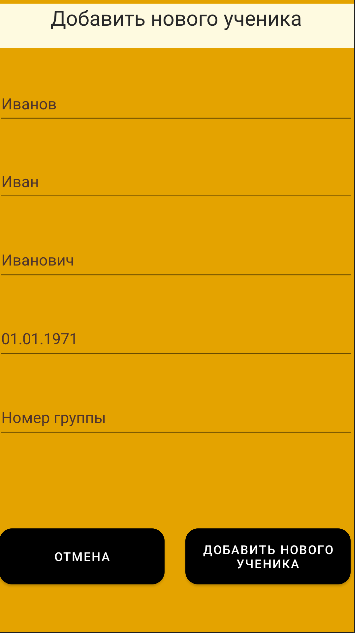 Добавить нового ученика
Иванов
Иван
Иванович
01.01.1971
Номер группы
ОТМЕНА
ДОБАВИТЬ НОВОГО
УЧЕНИКА